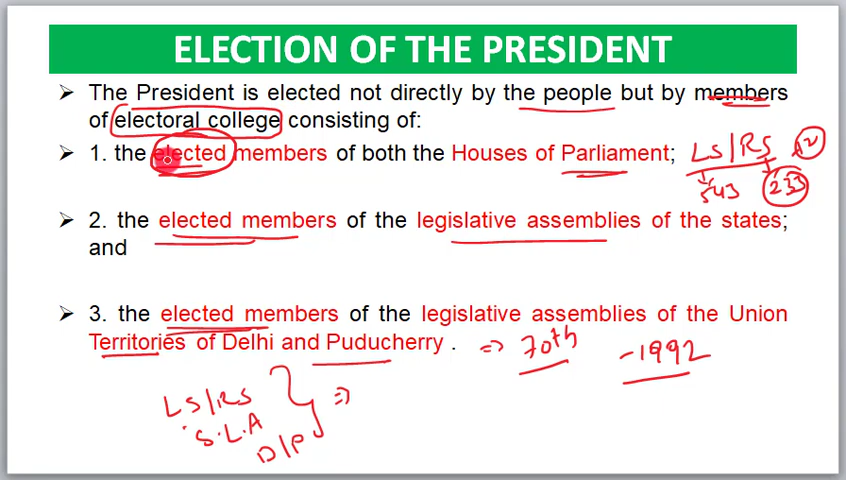 ELECTION OF THE PRESIDENT
➤ The President is elected not directly by the people but by members
of electoral college consisting of:
➤ 1. the elected members of both the Houses of Parliament; LS/RS 12
543 233
➤ 2. the elected members of the legislative assemblies of the states;
and
➤ 3. the elected members of the legislative assemblies of the Union
Territories of Delhi and Puducherry . => 70th -1992
LS/RS =>
S.L.A
D/P